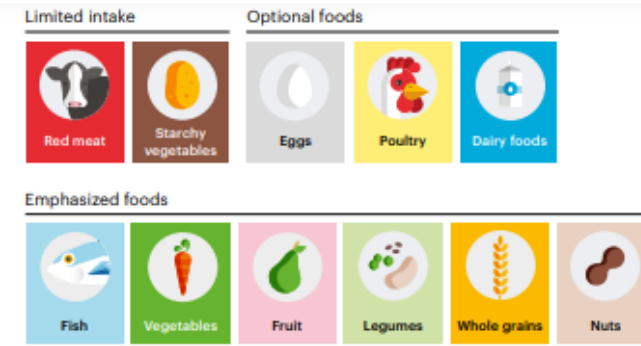 Limited intake
Optional foods
Red meat
Starchy
vegetables
Eggs
Poultry
Dairy foods
Emphasized foods
Fish
Vegetables
Fruit
Legumes
Whole grains
Nuts